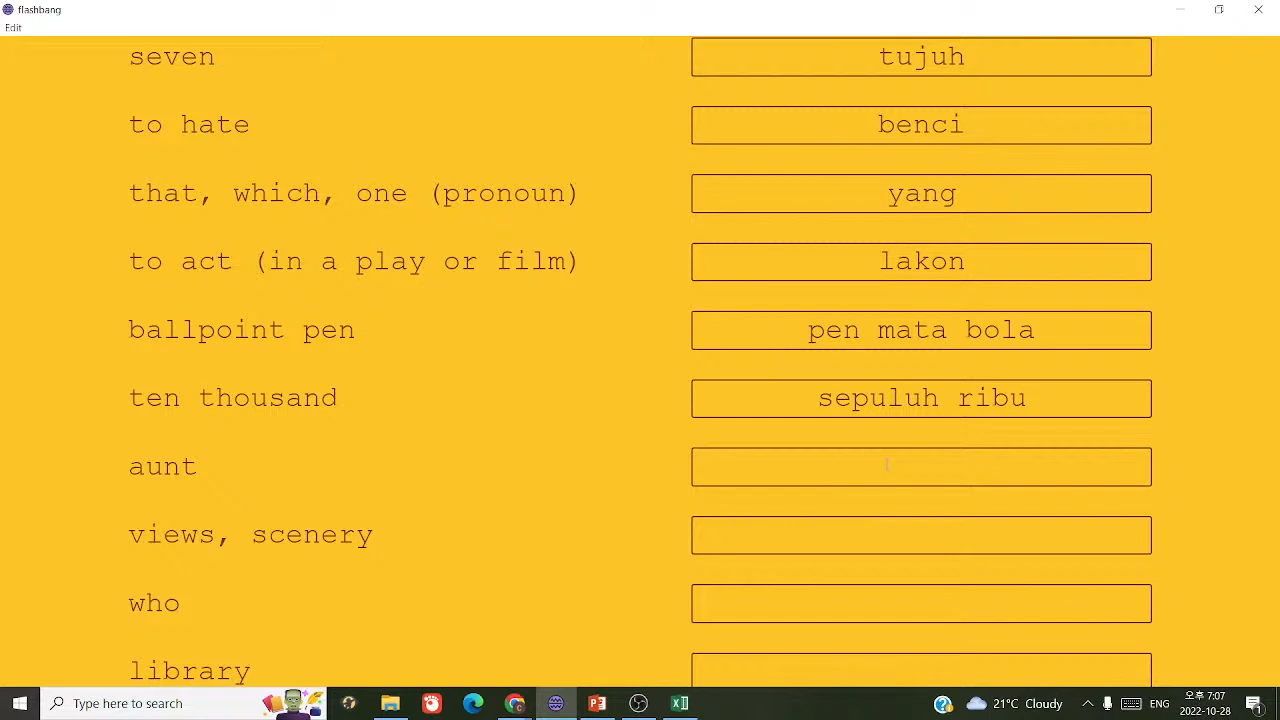 flashbang
Edit
seven tujuh
to hate benci
that, which, one (pronoun) yang
to act (in a play or film) lakon
ballpoint pen pen mata bola
ten thousand sepuluh ribu
aunt
views, scenery
who
library
Type here to search
21°C Cloudy
ENG
오후 7:07
2022-10-28
1